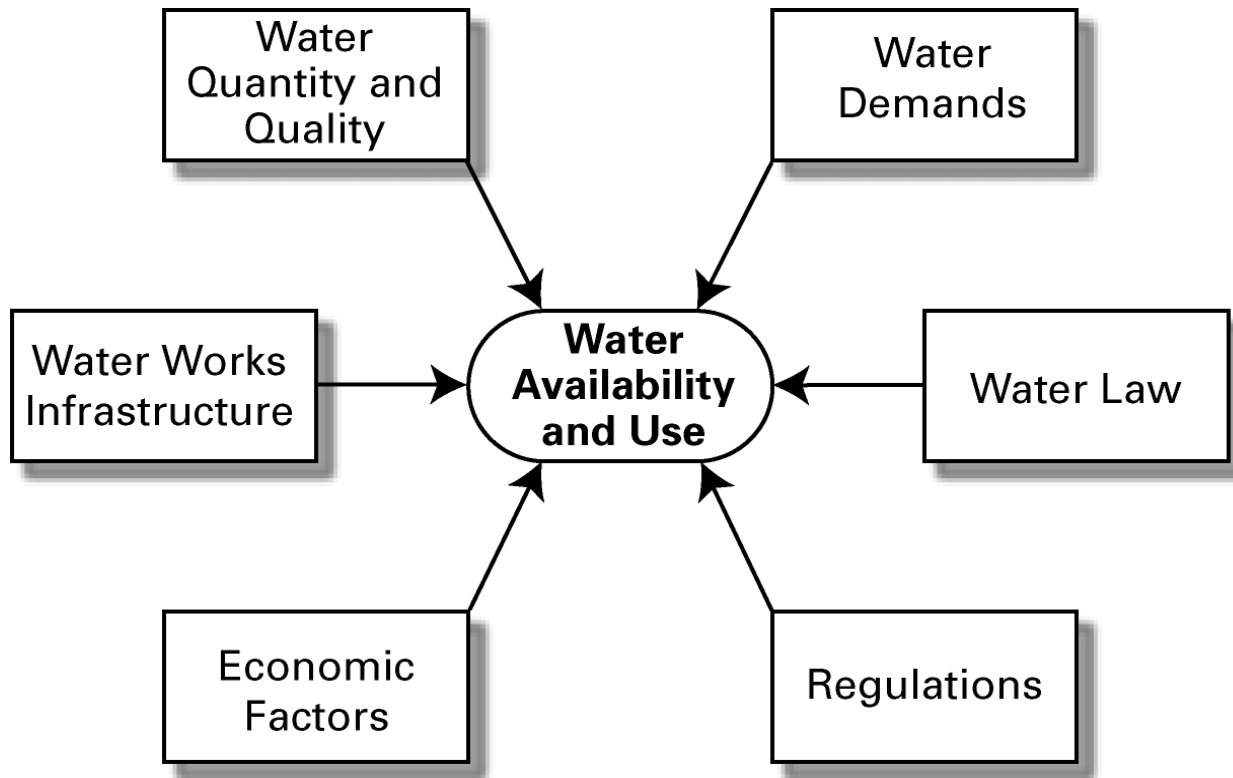 Water
Quantity and
Quality
Water
Demands
Water Works
Infrastructure
Water
Availability
and Use
Water Law
Economic
Factors
Regulations